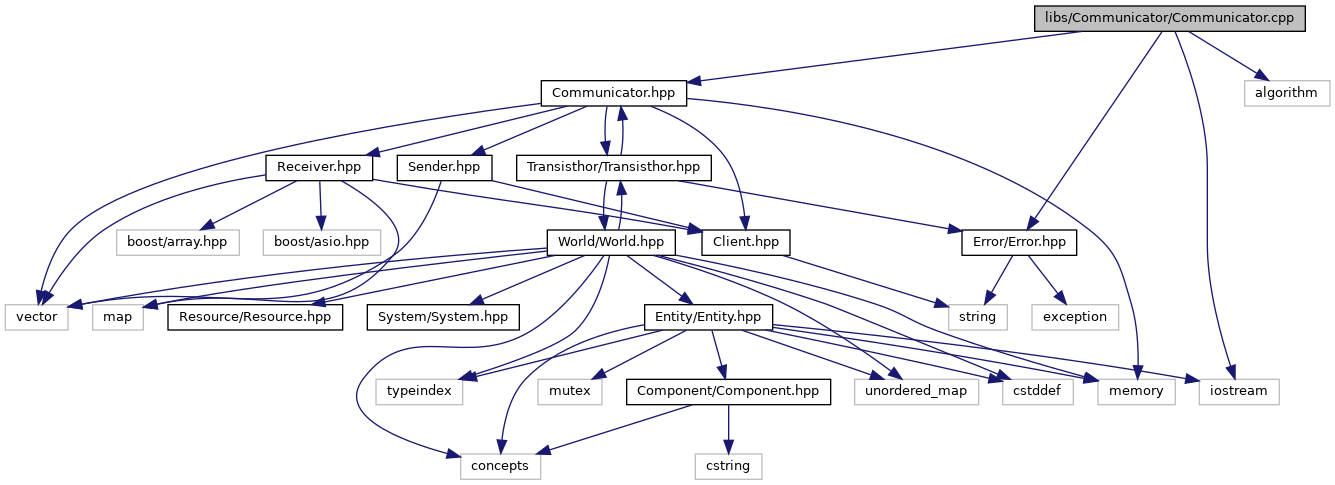 libs/Communicator/Communicator.cpp
Communicator.hpp
algorithm
Receiver.hpp
Sender.hpp
Transisthor/Transisthor.hpp
boost/array.hpp
boost/asio.hpp
World/World.hpp
Client.hpp
Error/Error.hpp
vector
map
Resource/Resource.hpp
System/System.hpp
Entity/Entity.hpp
string
exception
typeindex
mutex
Component/Component.hpp
unordered_map
cstddef
memory
iostream
concepts
cstring